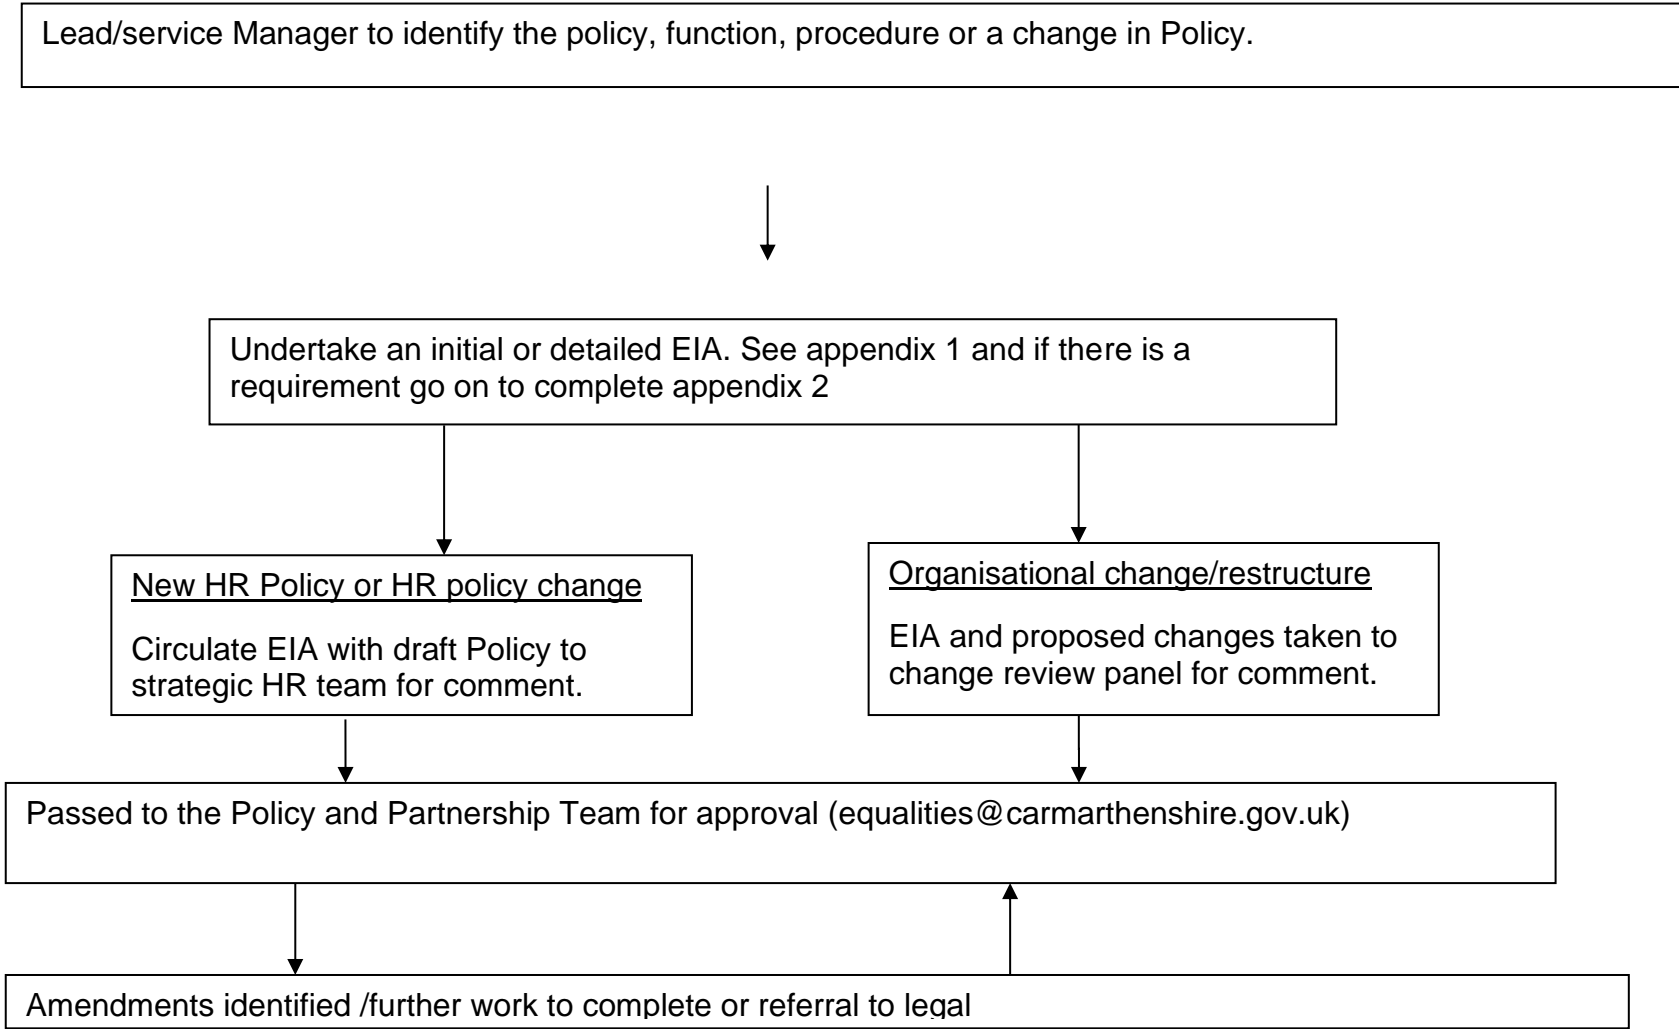 Lead/service Manager to identify the policy, function, procedure or a change in Policy.
Undertake an initial or detailed EIA. See appendix 1 and if there is a
requirement go on to complete appendix 2
New HR Policy or HR policy change
Circulate EIA with draft Policy to
strategic HR team for comment.
Organisational change/restructure
EIA and proposed changes taken to
change review panel for comment.
Passed to the Policy and Partnership Team for approval (equalities@carmarthenshire.gov.uk)
Amendments identified /further work to complete or referral to legal